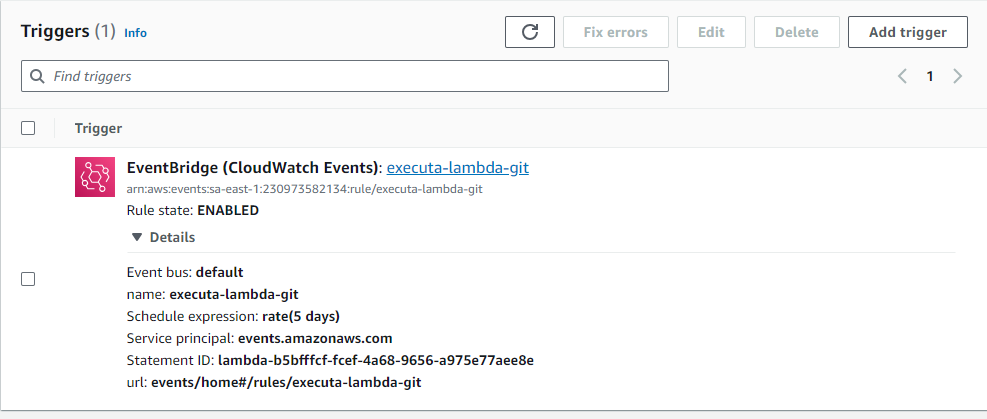 Triggers (1) Info
Fix errors Edit Delete Add trigger
Find triggers
1
Trigger
EventBridge (CloudWatch Events): executa-lambda-git
arn:aws:events:sa-east-1:230973582134:rule/executa-lambda-git
Rule state: ENABLED
Details
Event bus: default
name: executa-lambda-git
Schedule expression: rate(5 days)
Service principal: events.amazonaws.com
Statement ID: lambda-b5bfffcf-fcef-4a68-9656-a975e77aee8e
url: events/home#/rules/executa-lambda-git